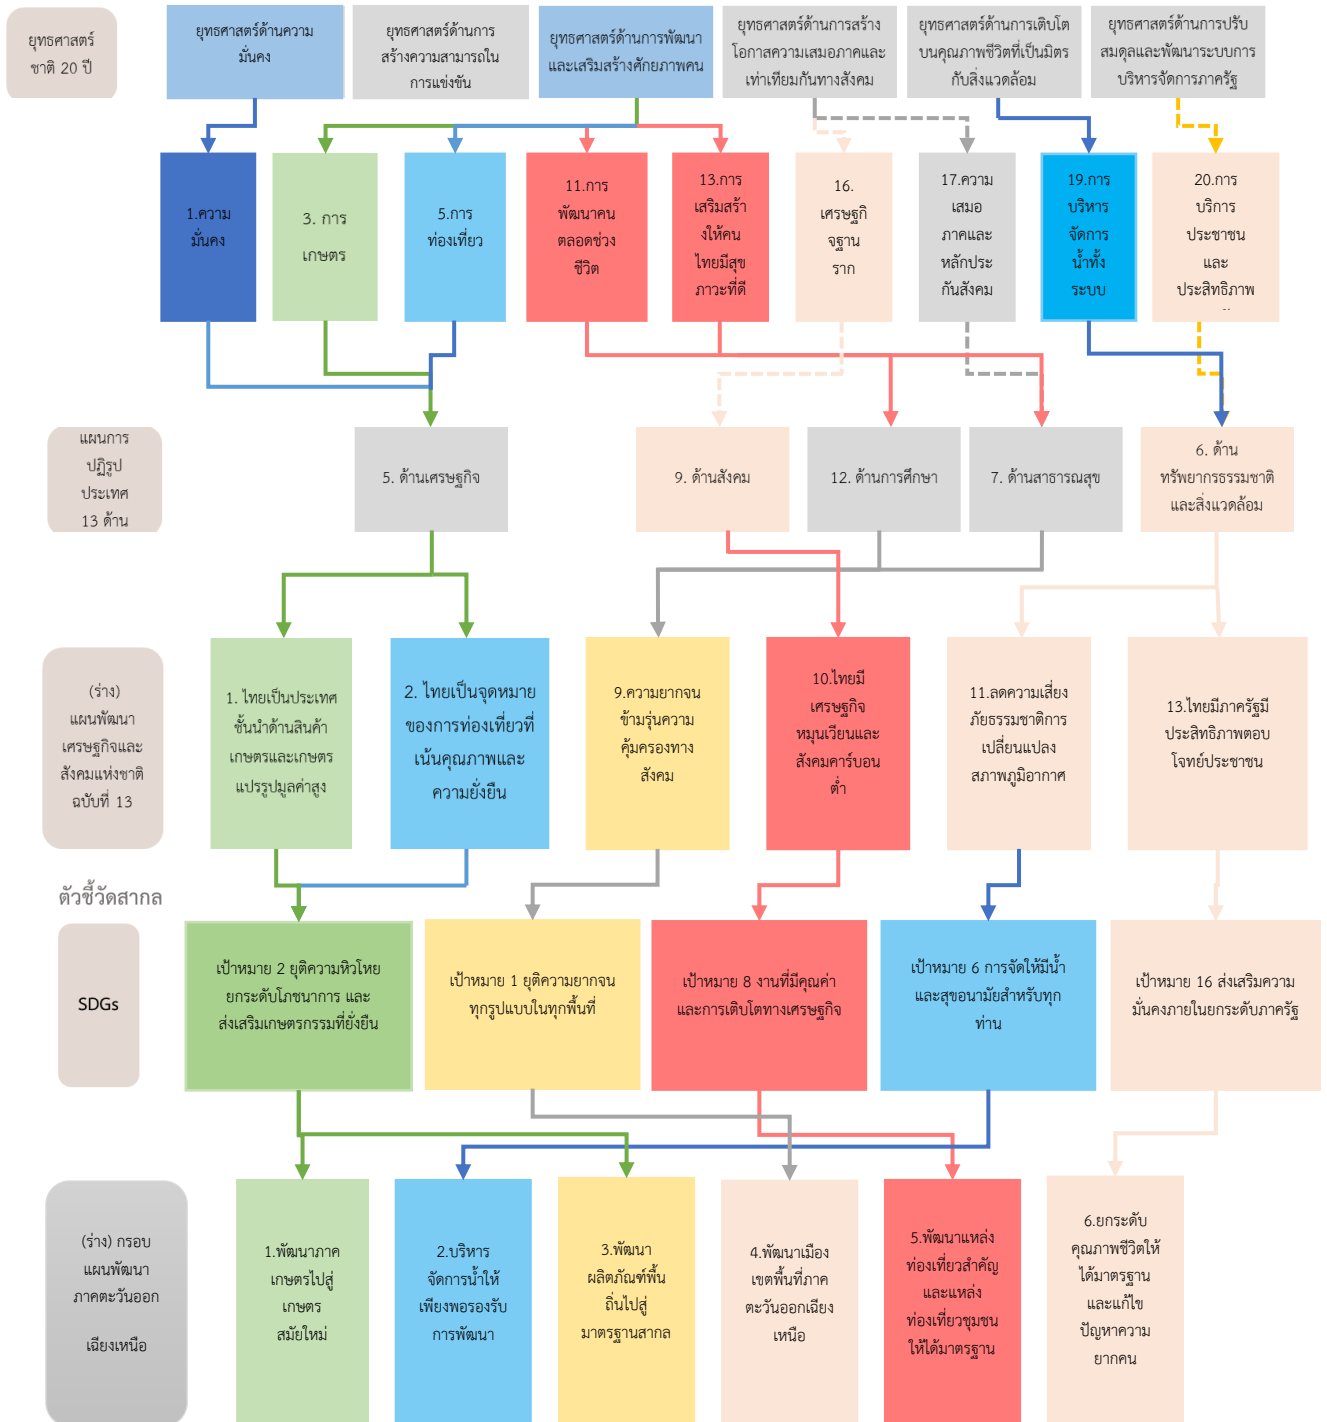 ยุทธศาสตร์
ชาติ 20 ปี
ยุทธศาสตร์ด้านความ
มั่นคง
ยุทธศาสตร์ด้านการ
สร้างความสามารถใน
การแข่งขัน
ยุทธศาสตร์ด้านการพัฒนา
และเสริมสร้างศักยภาพคน
ยุทธศาสตร์ด้านการสร้าง
โอกาสความเสมอภาคและ
เท่าเทียมกันทางสังคม
ยุทธศาสตร์ด้านการเติบโต
บนคุณภาพชีวิตที่เป็นมิตร
กับสิ่งแวดล้อม
ยุทธศาสตร์ด้านการปรับ
สมดุลและพัฒนาระบบการ
บริหารจัดการภาครัฐ
1.ความ
มั่นคง
3. การ
เกษตร
5.การ
ท่องเที่ยว
11.การ
พัฒนาคน
ตลอดช่วง
ชีวิต
13.การ
เสริมสร้า
งให้คน
ไทยมีสุข
ภาวะที่ดี
16.
เศรษฐกิ
จฐาน
ราก
17.ความ
เสมอ
ภาคและ
หลักประ
กันสังคม
19.การ
บริหาร
จัดการ
น้ำทั้ง
ระบบ
20.การ
บริการ
ประชาชน
และ
ประสิทธิภาพ
แผนการ
ปฏิรูป
ประเทศ
13 ด้าน
5. ด้านเศรษฐกิจ
9. ด้านสังคม
12. ด้านการศึกษา
7. ด้านสาธารณสุข
6. ด้าน
ทรัพยากรธรรมชาติ
และสิ่งแวดล้อม
(ร่าง)
แผนพัฒนา
เศรษฐกิจและ
สังคมแห่งชาติ
ฉบับที่ 13
1. ไทยเป็นประเทศ
ชั้นนำด้านสินค้า
เกษตรและเกษตร
แปรรูปมูลค่าสูง
2. ไทยเป็นจุดหมาย
ของการท่องเที่ยวที่
เน้นคุณภาพและ
ความยั่งยืน
9.ความยากจน
ข้ามรุ่นความ
คุ้มครองทาง
สังคม
10.ไทยมี
เศรษฐกิจ
หมุนเวียนและ
สังคมคาร์บอน
ต่ำ
11.ลดความเสี่ยง
ภัยธรรมชาติการ
เปลี่ยนแปลง
สภาพภูมิอากาศ
13.ไทยมีภาครัฐมี
ประสิทธิภาพตอบ
โจทย์ประชาชน
ตัวชี้วัดสากล
SDGs
เป้าหมาย 2 ยุติความหิวโหย
ยกระดับโภชนาการ และ
ส่งเสริมเกษตรกรรมที่ยั่งยืน
เป้าหมาย 1 ยุติความยากจน
ทุกรูปแบบในทุกพื้นที่
เป้าหมาย 8 งานที่มีคุณค่า
และการเติบโตทางเศรษฐกิจ
เป้าหมาย 6 การจัดให้มีน้ำ
และสุขอนามัยสำหรับทุก
ท่าน
เป้าหมาย 16 ส่งเสริมความ
มั่นคงภายในยกระดับภาครัฐ
(ร่าง) กรอบ
แผนพัฒนา
ภาคตะวันออก
เฉียงเหนือ
1.พัฒนาภาค
เกษตรไปสู่
เกษตร
สมัยใหม่
2.บริหาร
จัดการน้ำให้
เพียงพอรองรับ
การพัฒนา
3.พัฒนา
ผลิตภัณฑ์พื้น
ถิ่นไปสู่
มาตรฐานสากล
4.พัฒนาเมือง
เขตพื้นที่ภาค
ตะวันออกเฉียง
เหนือ
5.พัฒนาแหล่ง
ท่องเที่ยวสำคัญ
และแหล่ง
ท่องเที่ยวชุมชน
ให้ได้มาตรฐาน
6.ยกระดับ
คุณภาพชีวิตให้
ได้มาตรฐาน
และแก้ไข
ปัญหาความ
ยากคน